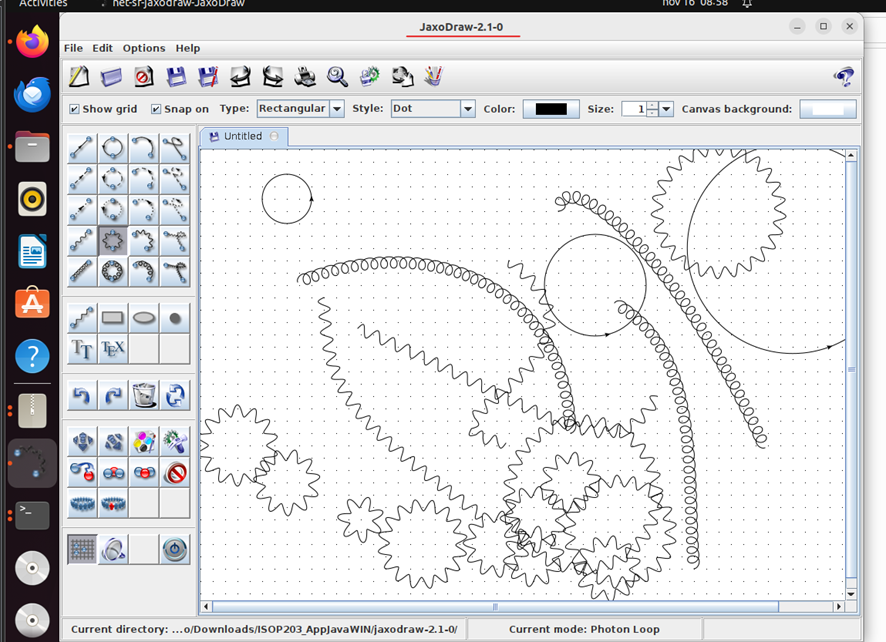 Activities net-sf-jaxodraw-JaxoDraw nov 16 08:58
JaxoDraw-2.1-0
File Edit Options Help
Show grid Snap on Type: Rectangular Style: Dot Color: Size: 1 Canvas background:
Untitled
TT TEX
>_
Current directory: ...o/Downloads/ISOP203_AppJavaWIN/jaxodraw-2.1-0/ Current mode: Photon Loop